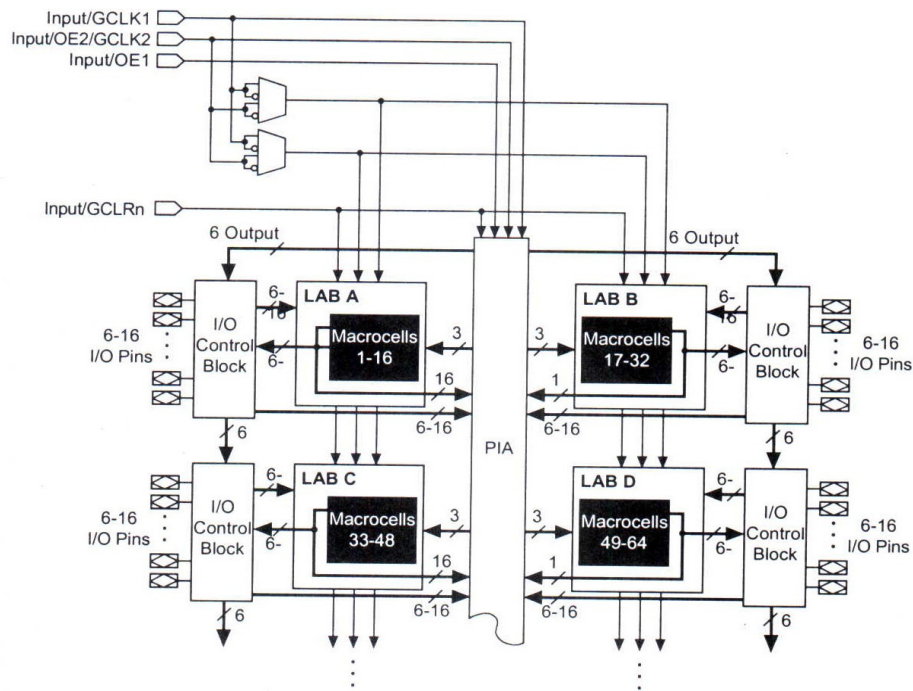 Input/GCLK1
Input/OE2/GCLK2
Input/OE1
Input/GCLRn
6 Output
6 Output
LAB A
LAB B
6-
16
6-
16
6-16
I/O Pins
I/O
Control
Block
Macrocells
1-16
3
3
Macrocells
17-32
I/O
Control
Block
6-16
I/O Pins
6-
6-
16
1
6-16
6-16
6
PIA
6
LAB C
LAB D
6-
6-
6-16
I/O Pins
I/O
Control
Block
Macrocells
33-48
3
3
Macrocells
49-64
I/O
Control
Block
6-16
I/O Pins
6-
6-
16
1
6-16
6-16
6
6